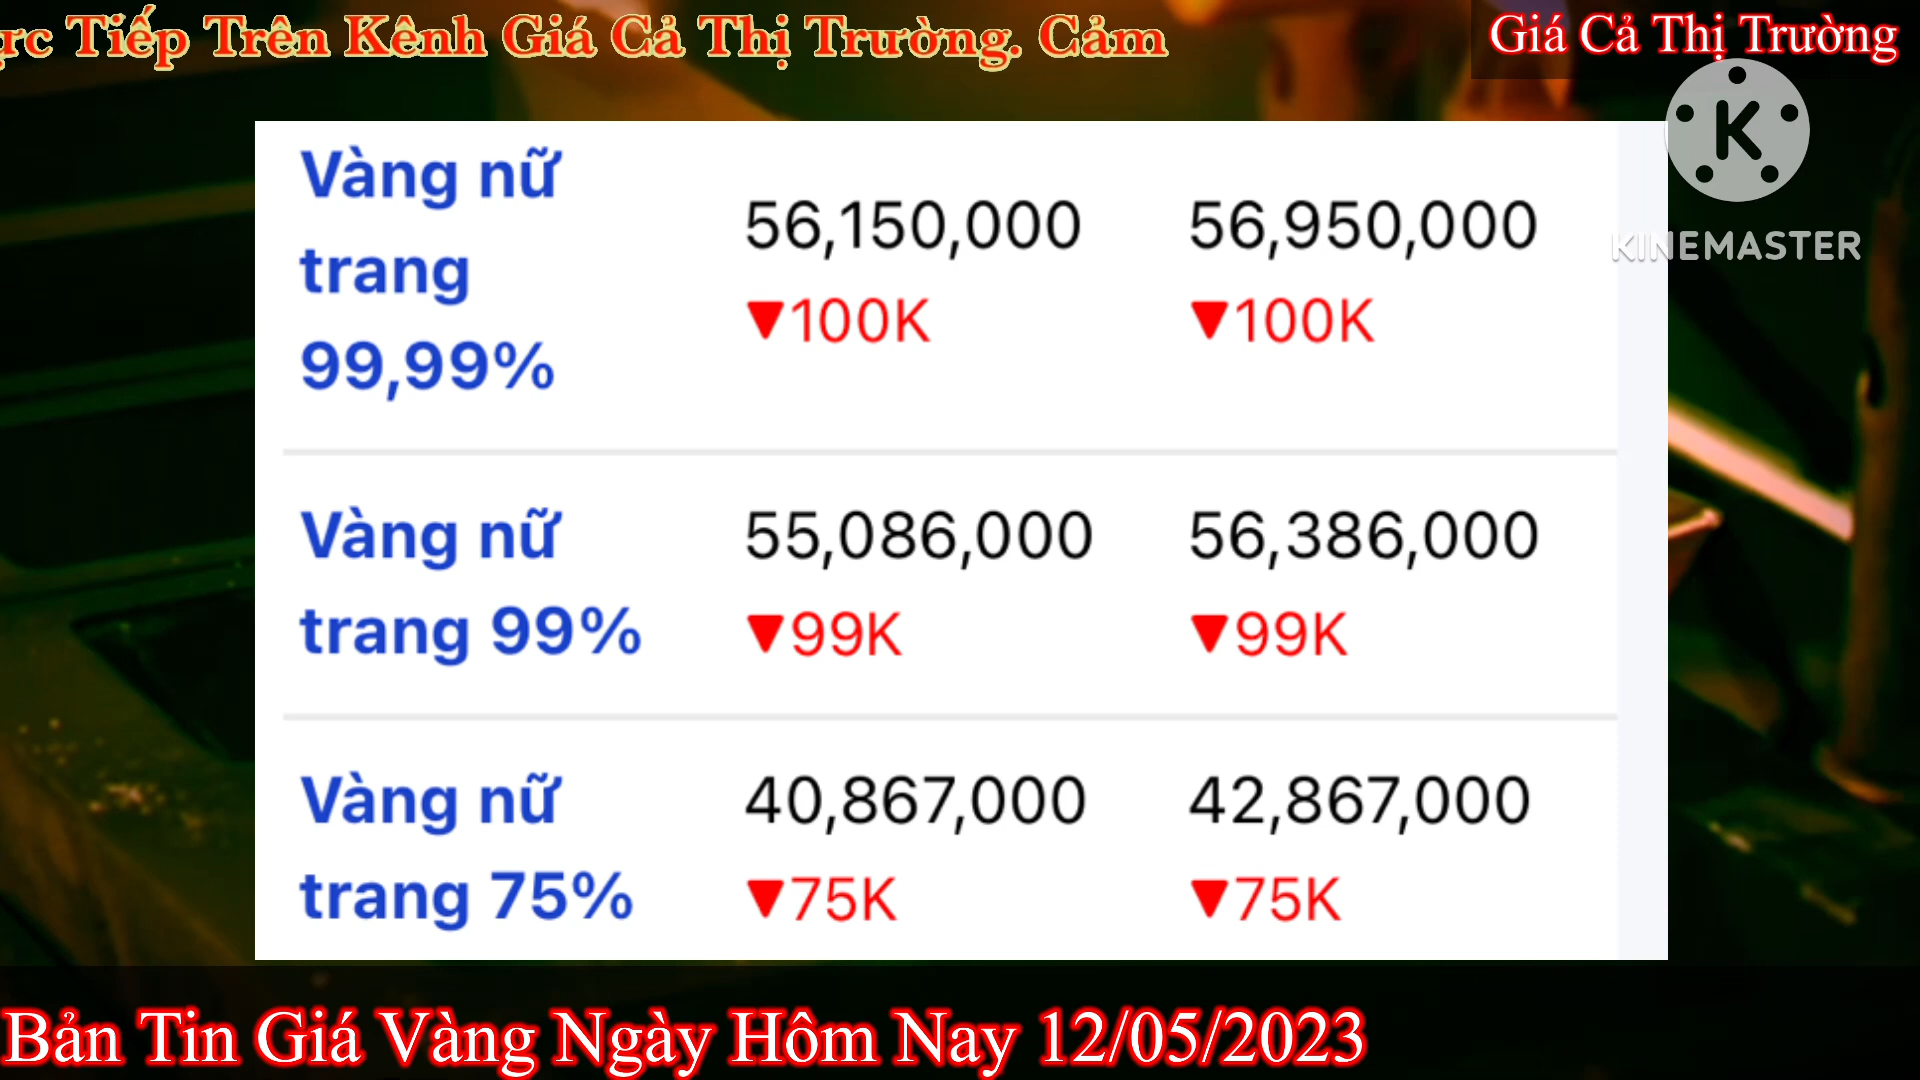 Tiếp Trên Kênh Giá Cả Thị Trường. Cảm
Giá Cả Thị Trường
K
KINEMASTER
Vàng nữ
trang
99,99%
56,150,000
56,950,000
▼100K
▼100K
Vàng nữ
trang 99%
55,086,000
56,386,000
▼99K
▼99K
Vàng nữ
trang 75%
40,867,000
42,867,000
▼75K
▼75K
Bản Tin Giá Vàng Ngày Hôm Nay 12/05/2023